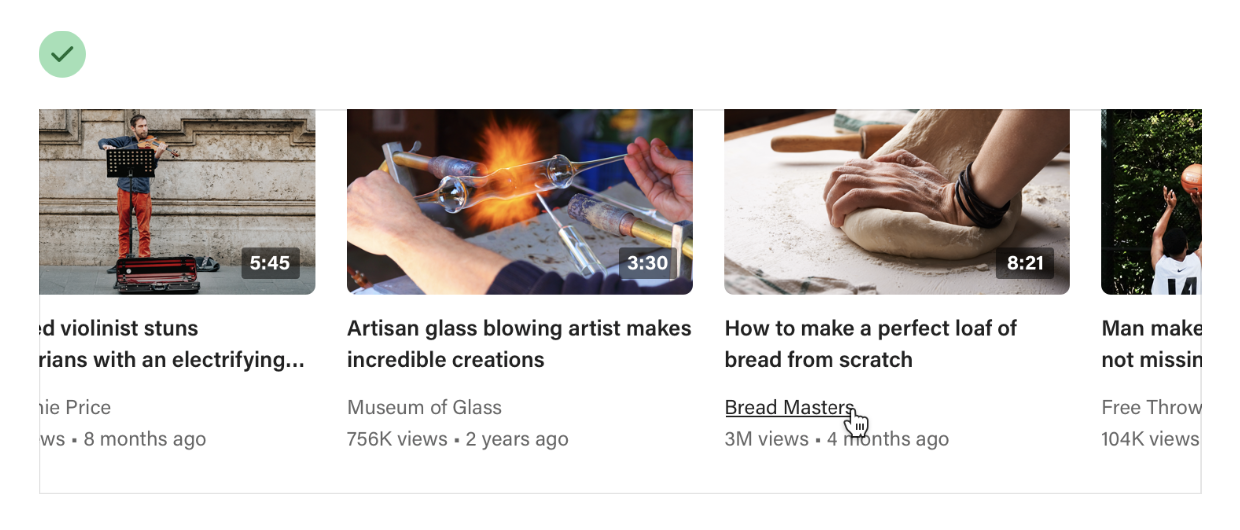 5:45
3:30
8:21
14
ed violinist stuns
rians with an electrifying...
nie Price
ws • 8 months ago
Artisan glass blowing artist makes
incredible creations
Museum of Glass
756K views • 2 years ago
How to make a perfect loaf of
bread from scratch
Bread Masters
3M views • 4 months ago
Man make
not missin
Free Throw
104K views